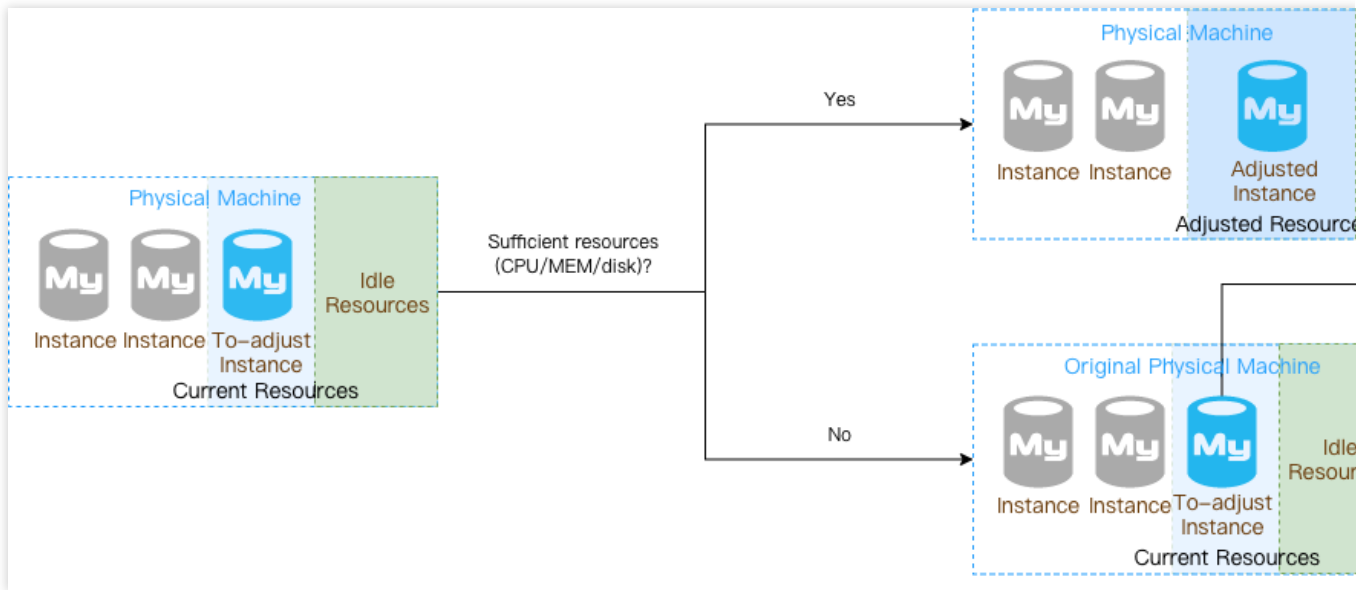 Physical Machine
My
My
My
Idle
Resources
Instance
Instance
To-adjust
Instance
Current Resources
Sufficient resources
(CPU/MEM/disk)?
Yes
No
Physical Machine
My
My
My
Instance
Instance
Adjusted
Instance
Adjusted
Original Physical Machine
My
My
My
Idle
Instance
Instance
To-adjust
Instance
Current Resources